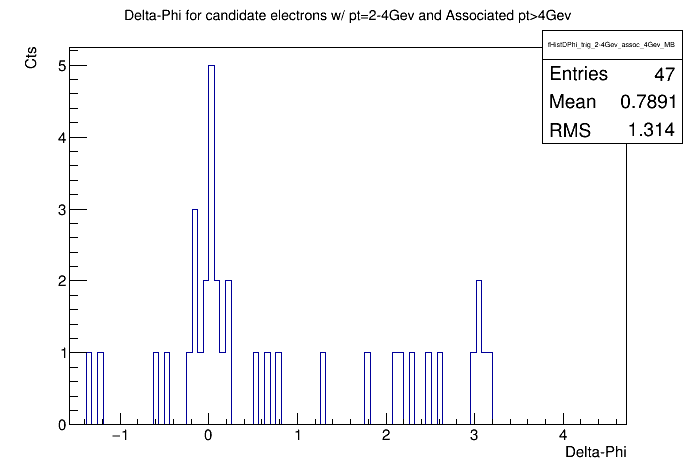 Delta-Phi for candidate electrons w/ pt=2-4Gev and Associated pt>4Gev
fHistDPhi_trig_2-4Gev_assoc_4Gev_MB
Entries 47
Mean 0.7891
RMS 1.314
Cts
5
4
3
2
1
0
−1 0 1 2 3 4
Delta-Phi